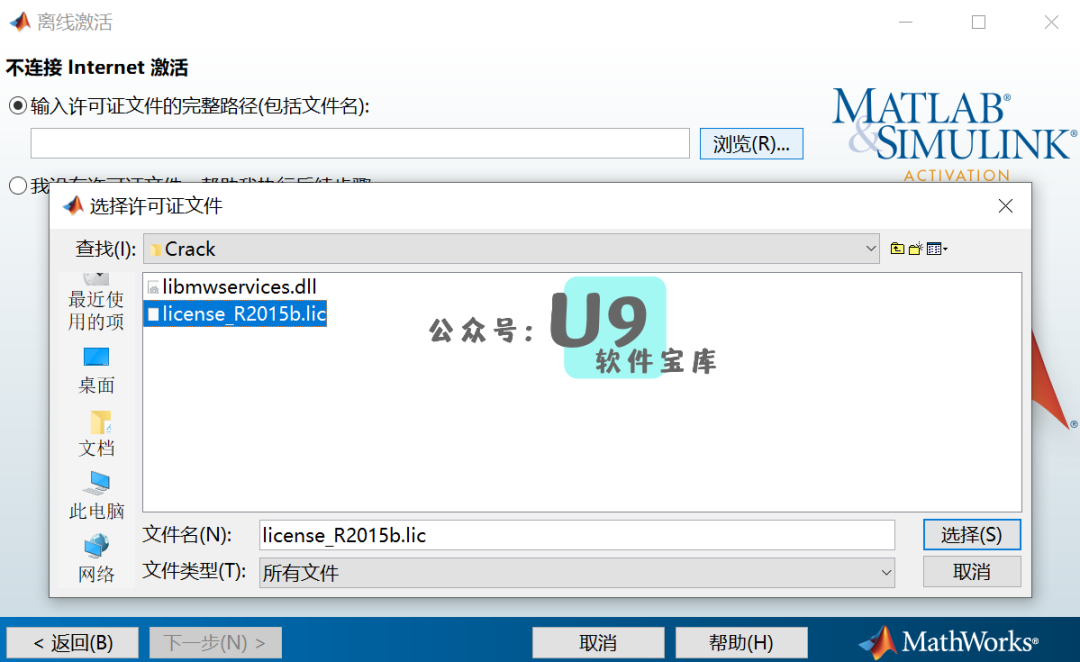 离线激活
不连接 Internet 激活
输入许可证文件的完整路径(包括文件名):
浏览(R)...
MATLAB®
&SIMULINK®
ACTIVATION
选择许可证文件
查找(I): Crack
最近使
用的项
桌面
文档
此电脑
网络
libmwservices.dll
license_R2015b.lic
公众号: U9
软件宝库
文件名(N): license_R2015b.lic
选择(S)
文件类型(T): 所有文件
取消
< 返回(B)
下一步(N) >
取消
帮助(H)
MathWorks®